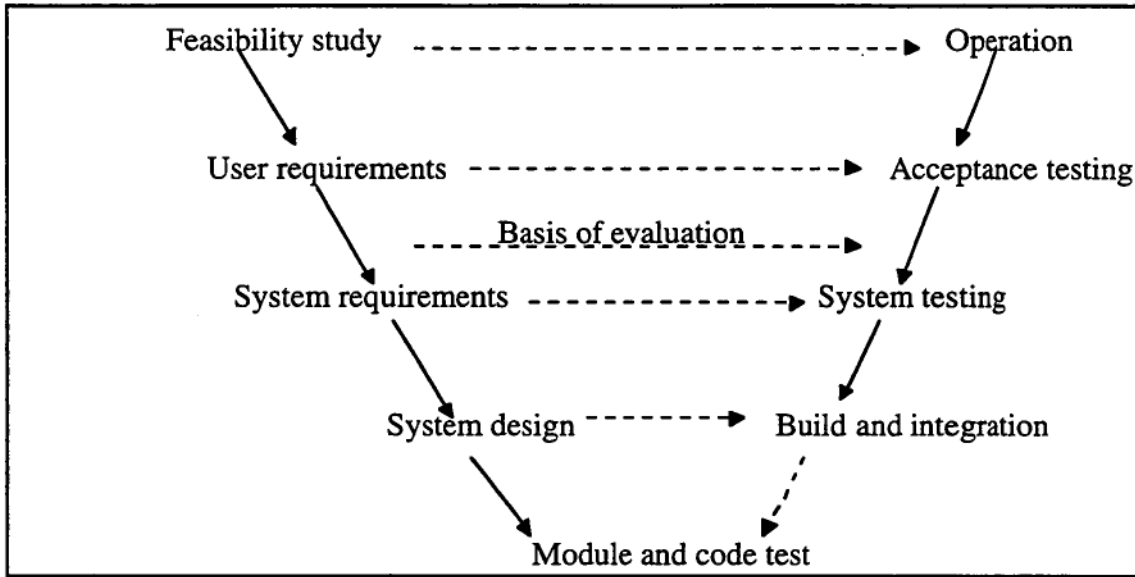 Feasibility study Operation
User requirements Acceptance testing
Basis of evaluation
System requirements System testing
System design Build and integration
Module and code test